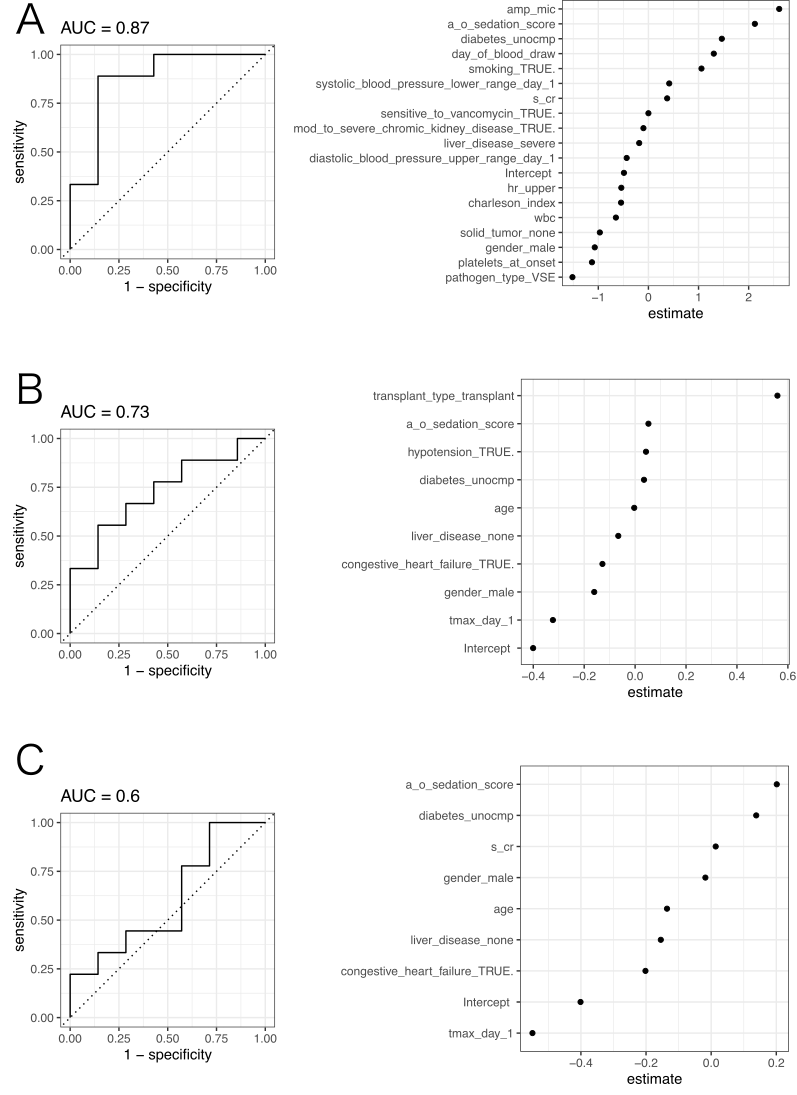 A
AUC = 0.87
1.00
0.75
0.50
0.25
0.00
sensitivity
0.00 0.25 0.50 0.75 1.00
1 − specificity
amp_mic
a_o_sedation_score
diabetes_unocmp
day_of_blood_draw
smoking_TRUE.
systolic_blood_pressure_lower_range_day_1
s_cr
sensitive_to_vancomycin_TRUE.
mod_to_severe_chronic_kidney_disease_TRUE.
liver_disease_severe
diastolic_blood_pressure_upper_range_day_1
Intercept
hr_upper
charleson_index
wbc
solid_tumor_none
gender_male
platelets_at_onset
pathogen_type_VSE
−1 0 1 2
estimate
B
AUC = 0.73
1.00
0.75
0.50
0.25
0.00
sensitivity
0.00 0.25 0.50 0.75 1.00
1 − specificity
transplant_type_transplant
a_o_sedation_score
hypotension_TRUE.
diabetes_unocmp
age
liver_disease_none
congestive_heart_failure_TRUE.
gender_male
tmax_day_1
Intercept
−0.4 −0.2 0.0 0.2 0.4 0.6
estimate
C
AUC = 0.6
1.00
0.75
0.50
0.25
0.00
sensitivity
0.00 0.25 0.50 0.75 1.00
1 − specificity
a_o_sedation_score
diabetes_unocmp
s_cr
gender_male
age
liver_disease_none
congestive_heart_failure_TRUE.
Intercept
tmax_day_1
−0.4 −0.2 0.0 0.2
estimate